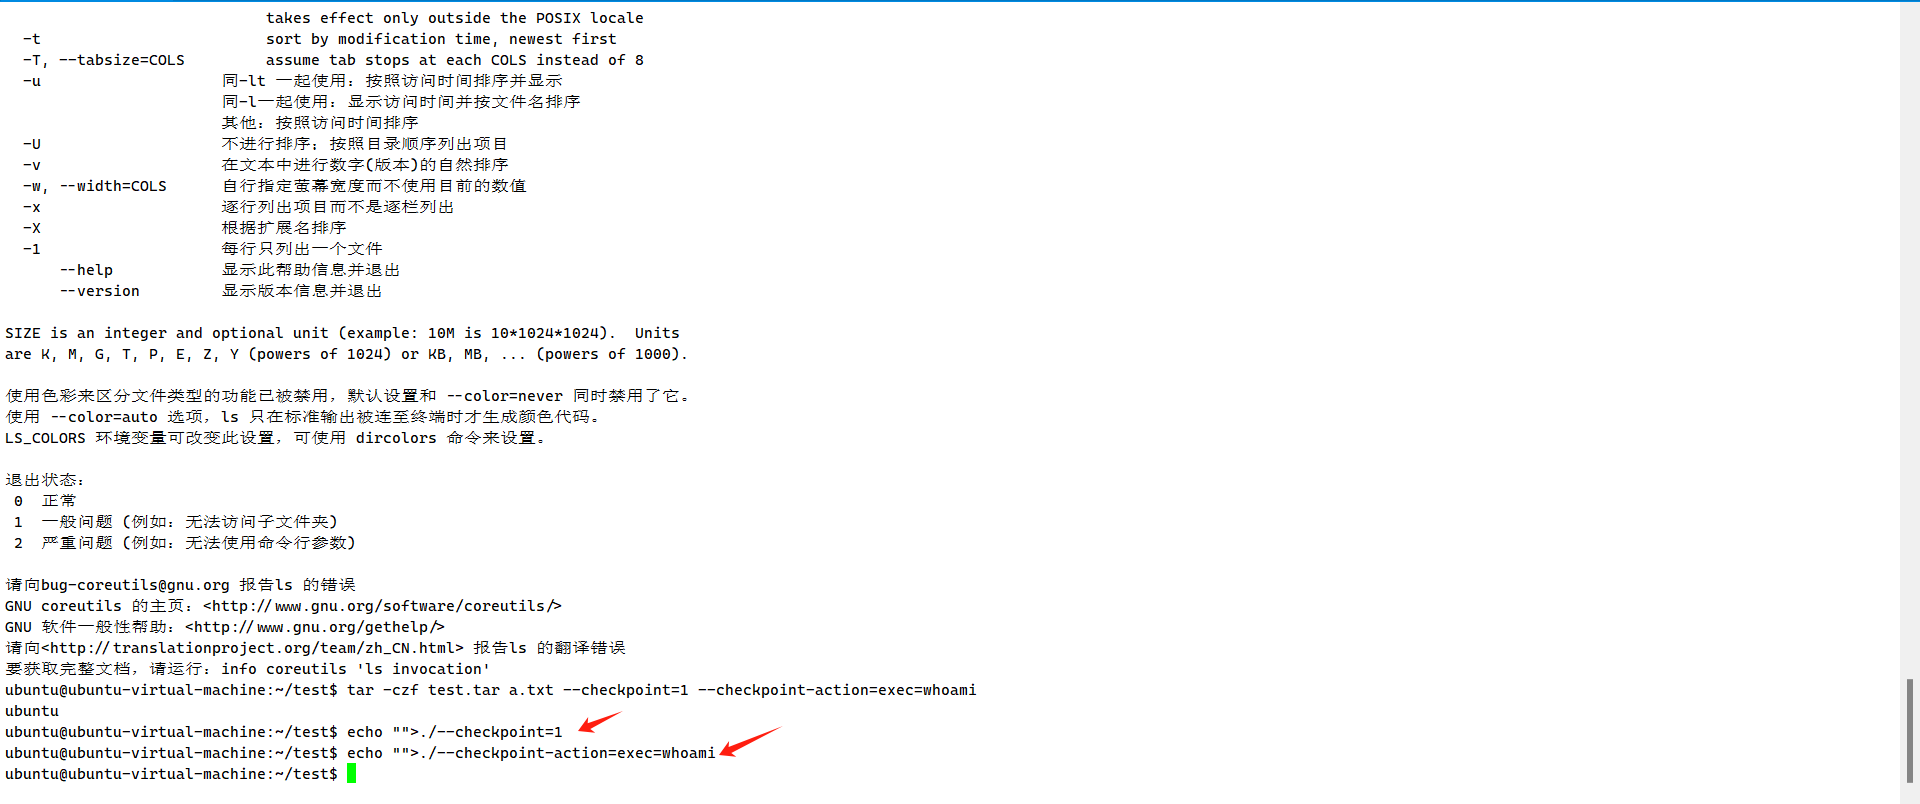 takes effect only outside the POSIX locale
-t sort by modification time, newest first
-T, --tabsize=COLS assume tab stops at each COLS instead of 8
-u 同-lt 一起使用：按照访问时间排序并显示
同-l一起使用：显示访问时间并按文件名排序
其他：按照访问时间排序
-U 不进行排序；按照目录顺序列出项目
-v 在文本中进行数字(版本)的自然排序
-w, --width=COLS 自行指定萤幕宽度而不使用目前的数值
-x 逐行列出项目而不是逐栏列出
-X 根据扩展名排序
-1 每行只列出一个文件
--help 显示此帮助信息并退出
--version 显示版本信息并退出
SIZE is an integer and optional unit (example: 10M is 10*1024*1024).  Units
are K, M, G, T, P, E, Z, Y (powers of 1024) or KB, MB, ... (powers of 1000).
使用色彩来区分文件类型的功能已被禁用，默认设置和 --color=never 同时禁用了它。
使用 --color=auto 选项，ls 只在标准输出被连至终端时才生成颜色代码。
LS_COLORS 环境变量可改变此设置，可使用 dircolors 命令来设置。
退出状态：
0 正常
1 一般问题 (例如：无法访问子文件夹)
2 严重问题 (例如：无法使用命令行参数)
请向bug-coreutils@gnu.org 报告ls 的错误
GNU coreutils 的主页：<http://www.gnu.org/software/coreutils/>
GNU 软件一般性帮助：<http://www.gnu.org/gethelp/>
请向<http://translationproject.org/team/zh_CN.html> 报告ls 的翻译错误
要获取完整文档，请运行：info coreutils 'ls invocation'
ubuntu@ubuntu-virtual-machine:~/test$ tar -czf test.tar a.txt --checkpoint=1 --checkpoint-action=exec=whoami
ubuntu
ubuntu@ubuntu-virtual-machine:~/test$ echo "">./--checkpoint=1
ubuntu@ubuntu-virtual-machine:~/test$ echo "">./--checkpoint-action=exec=whoami
ubuntu@ubuntu-virtual-machine:~/test$